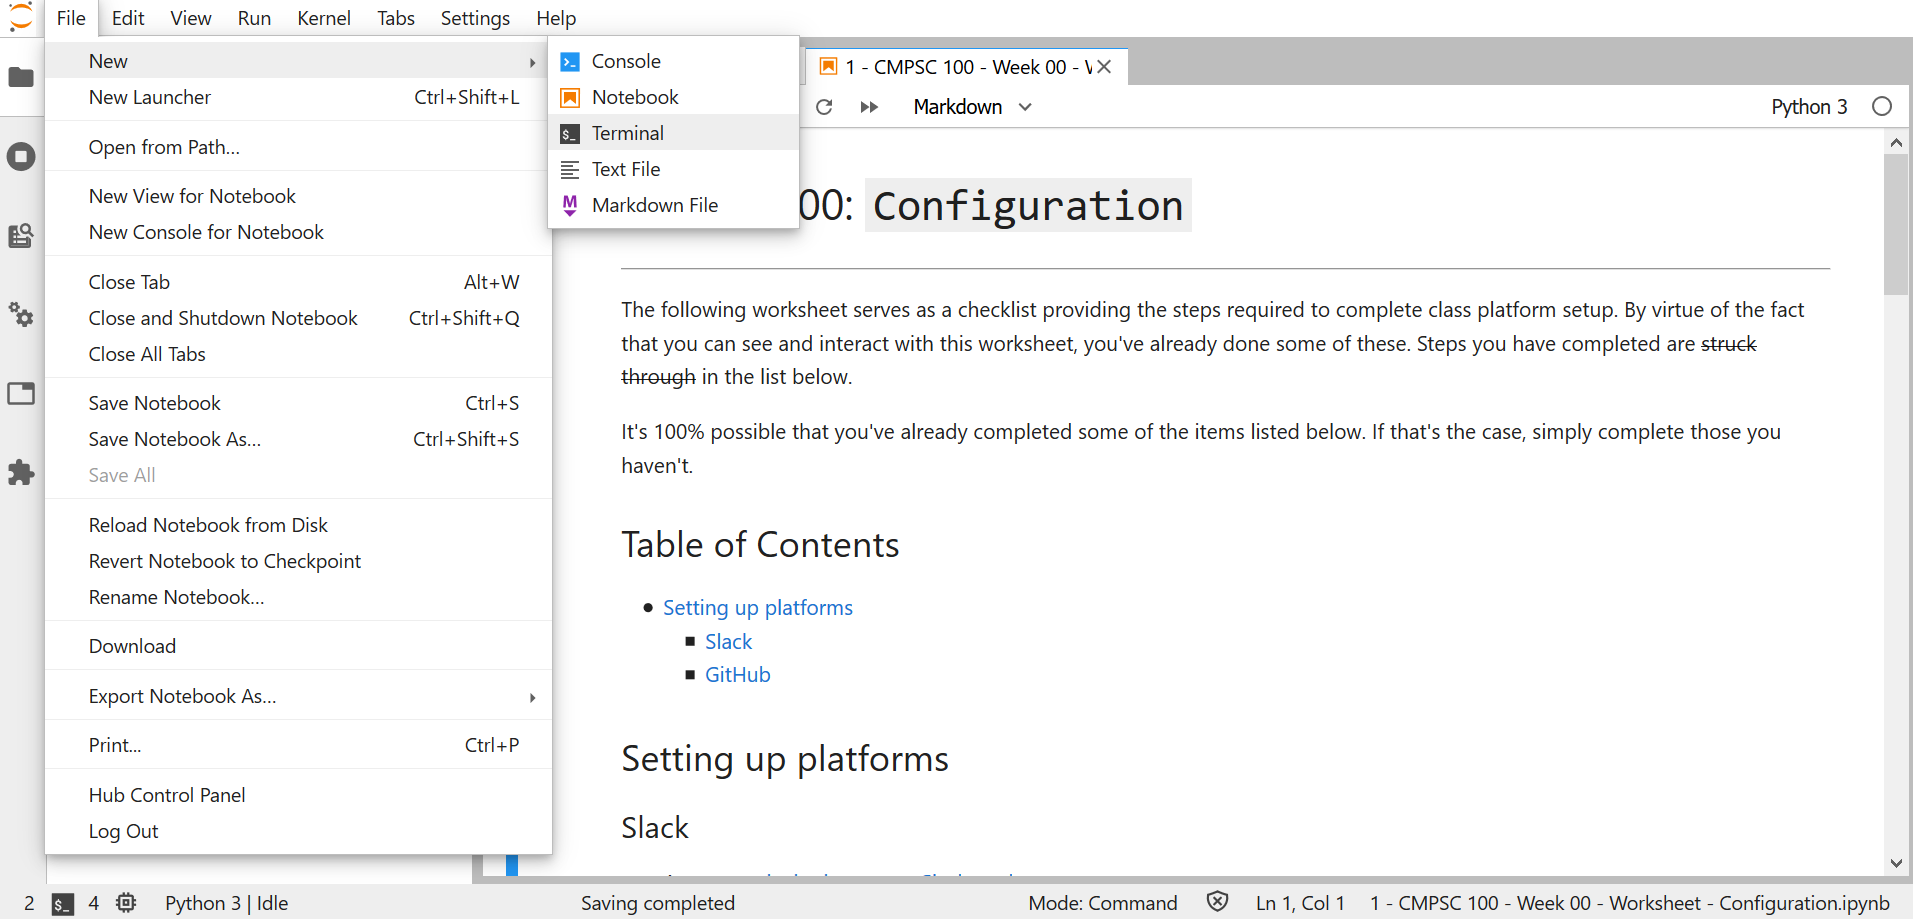 File Edit View Run Kernel Tabs Settings Help
New
New Launcher Ctrl+Shift+L
Open from Path...
New View for Notebook
New Console for Notebook
Close Tab Alt+W
Close and Shutdown Notebook Ctrl+Shift+Q
Close All Tabs
Save Notebook Ctrl+S
Save Notebook As... Ctrl+Shift+S
Save All
Reload Notebook from Disk
Revert Notebook to Checkpoint
Rename Notebook...
Download
Export Notebook As...
Print... Ctrl+P
Hub Control Panel
Log Out
Console
Notebook
Terminal
Text File
Markdown File
1 - CMPSC 100 - Week 00 -
Markdown Python 3
00: Configuration
The following worksheet serves as a checklist providing the steps required to complete class platform setup. By virtue of the fact
that you can see and interact with this worksheet, you've already done some of these. Steps you have completed are struck
through in the list below.
It's 100% possible that you've already completed some of the items listed below. If that's the case, simply complete those you
haven't.
Table of Contents
Setting up platforms
Slack
GitHub
Setting up platforms
Slack
2 4 Python 3 | Idle Saving completed Mode: Command Ln 1, Col 1 1 - CMPSC 100 - Week 00 - Worksheet - Configuration.ipynb